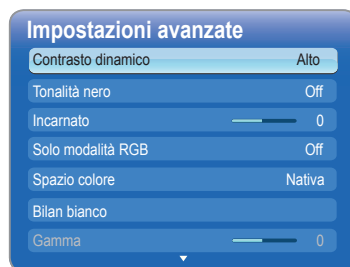 Impostazioni avanzate
Contrasto dinamico Alto
Tonalità nero Off
Incarnato 0
Solo modalità RGB Off
Spazio colore Nativa
Bilan bianco
Gamma 0